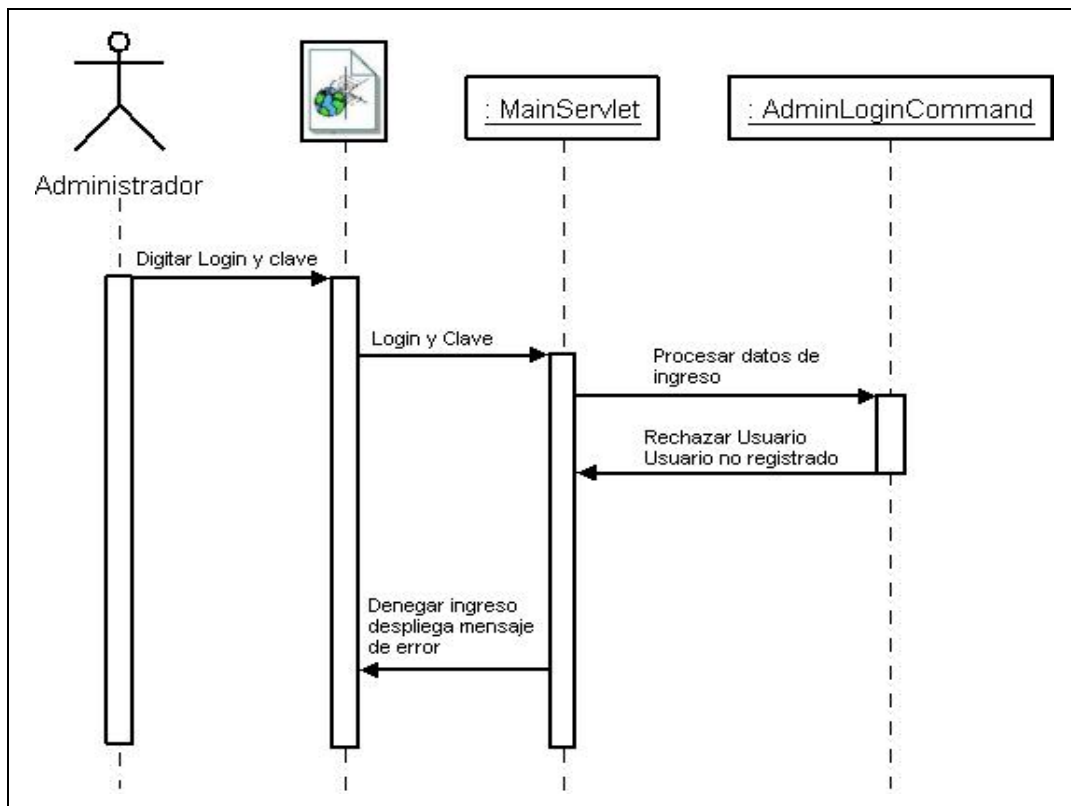 : MainServlet
: AdminLoginCommand
Administrador
Digitar Login y clave
Login y Clave
Procesar datos de
ingreso
Rechazar Usuario
Usuario no registrado
Denegar ingreso
despliega mensaje
de error